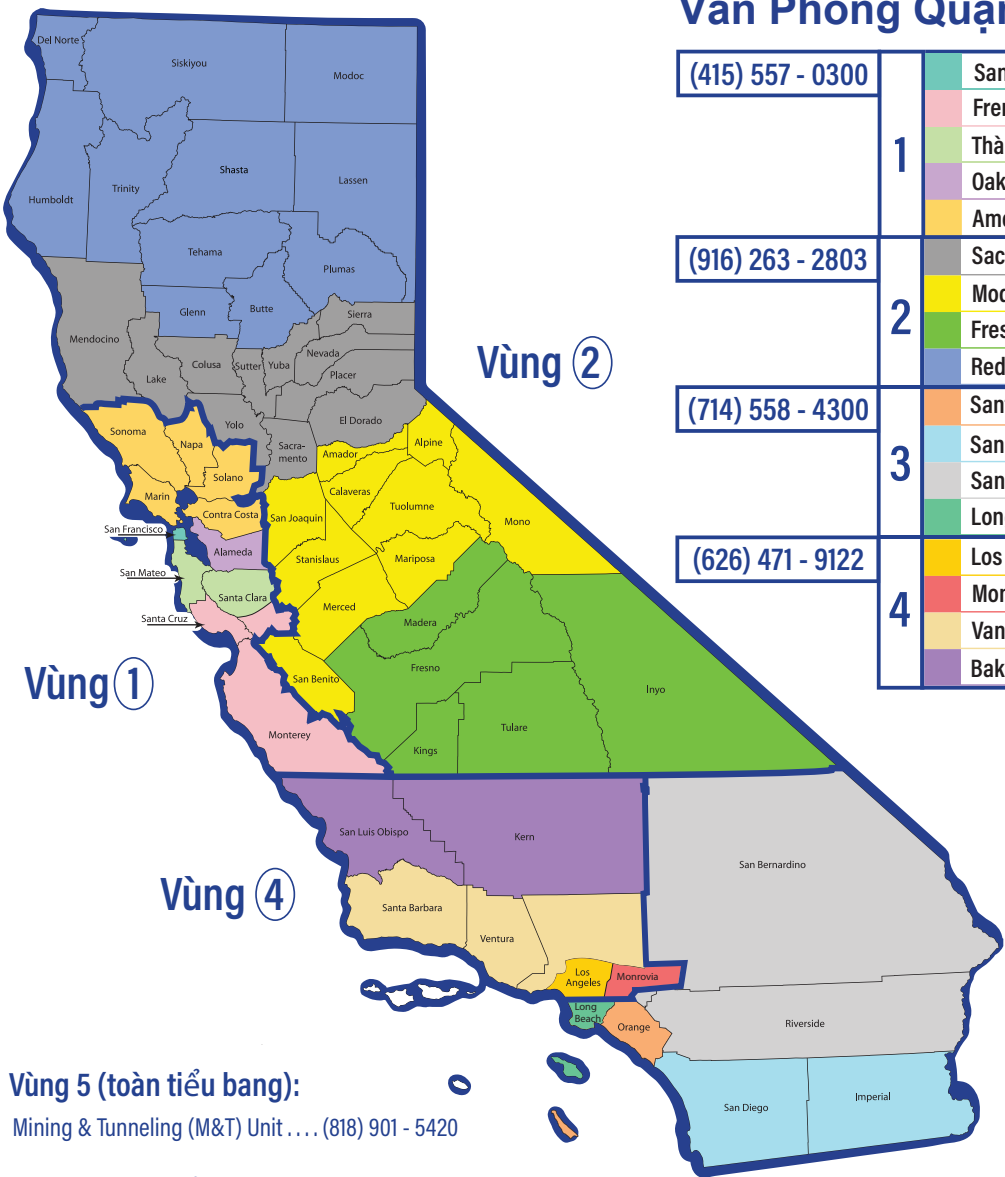 Văn Phòng Quận
(415) 557 - 0300
1
San
Frem
Thà
Oak
Ame
(916) 263 - 2803
2
Sac
Mod
Fres
Red
(714) 558 - 4300
3
Sant
San
San
Lon
(626) 471 - 9122
4
Los
Mon
Van
Bak
Del Norte
Siskiyou
Modoc
Humboldt
Trinity
Shasta
Lassen
Tehama
Plumas
Glenn
Butte
Mendocino
Lake
Colusa
Sutter
Yuba
Sierra
Nevada
Placer
Yolo
El Dorado
Sacra-
mento
Vùng 2
Sonoma
Napa
Solano
Marin
Contra Costa
San Francisco
Alameda
San Mateo
Santa Clara
Santa Cruz
Amador
Alpine
Calaveras
Tuolumne
Mono
San Joaquin
Stanislaus
Mariposa
Merced
Madera
Fresno
San Benito
Vùng 1
Monterey
Kings
Tulare
Inyo
San Luis Obispo
Kern
San Bernardino
Vùng 4
Santa Barbara
Ventura
Los
Angeles
Monrovia
Long
Beach
Orange
Riverside
San Diego
Imperial
Vùng 5 (toàn tiểu bang):
Mining & Tunneling (M&T) Unit .... (818) 901 - 5420